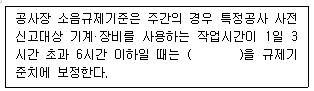 공사장 소음규제기준은 주간의 경우 특정공사 사전
신고대상 기계·장비를 사용하는 작업시간이 1일 3
시간 초과 6시간 이하일 때는 (      )을 규제기
준치에 보정한다.